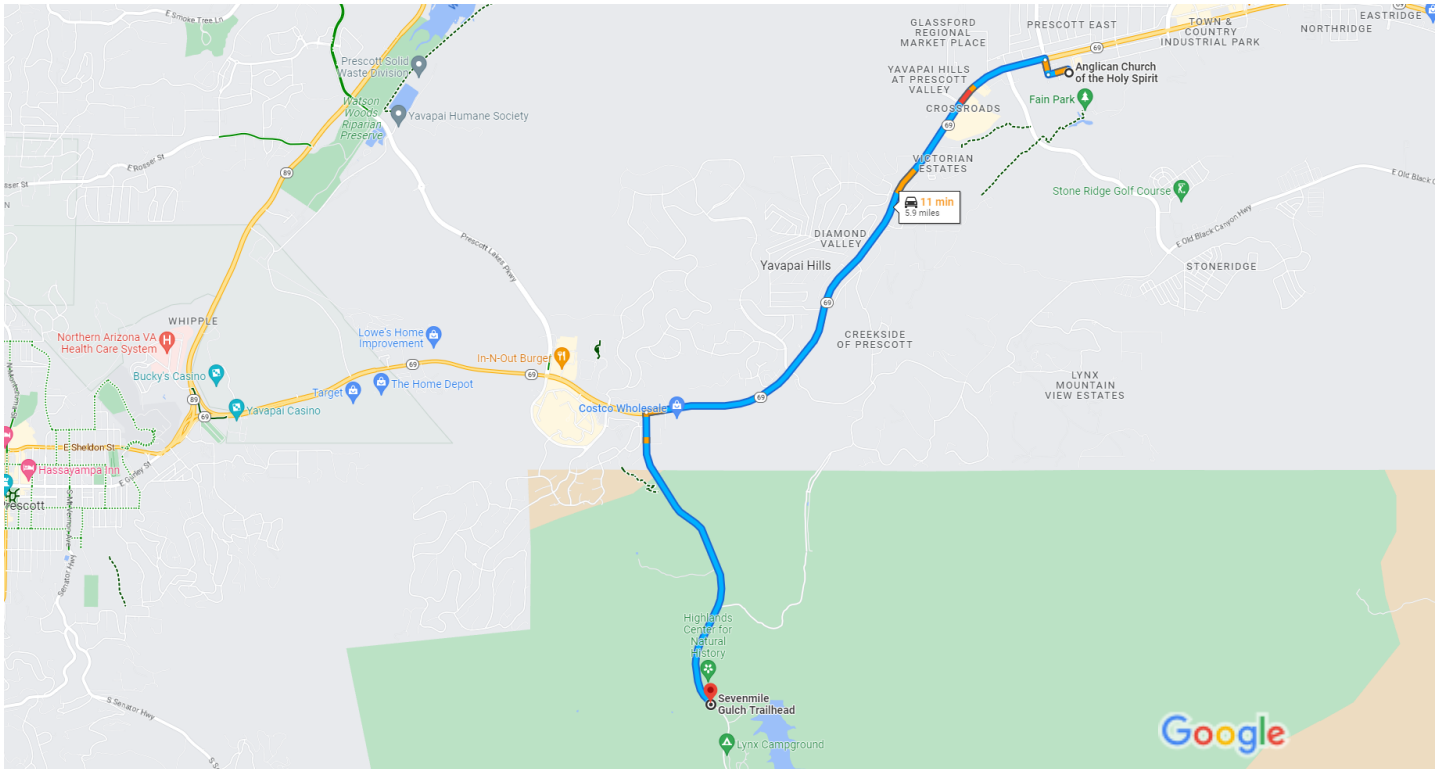 E Smoke Tree Ln
GLASSFORD
REGIONAL
MARKET PLACE
PRESCOTT EAST
TOWN &
COUNTRY
INDUSTRIAL PARK
EASTRIDGE
NORTHRIDGE
69
Prescott Solid
Waste Division
YAVAPAI HILLS
AT PRESCOTT
VALLEY
Anglican Church
of the Holy Spirit
Watson
Woods
Riparian
Preserve
Yavapai Humane Society
CROSSROADS
Fain Park
69
E Rosser St
89
VICTORIAN
ESTATES
Stone Ridge Golf Course
11 min
5.9 miles
E Old Black Canyon Hwy
Prescott Lakes Pkwy
DIAMOND
VALLEY
Yavapai Hills
STONERIDGE
69
WHIPPLE
Northern Arizona VA
Health Care System
Lowe's Home
Improvement
CREEKSIDE
OF PRESCOTT
In-N-Out Burger
69
69
Bucky's Casino
Target
The Home Depot
LYNX
MOUNTAIN
VIEW ESTATES
89
69
Yavapai Casino
Costco Wholesale
69
E Sheldon St
E Gurley St
Hassayampa Inn
Prescott
Senator Hwy
Highlands
Center for
Natural
History
Sevenmile
Gulch Trailhead
S Senator Hwy
Lynx Campground
Google